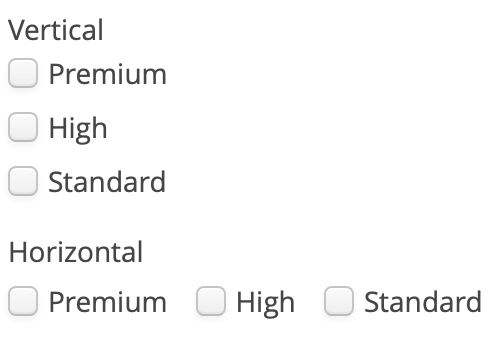 Vertical
Premium
High
Standard
Horizontal
Premium High Standard